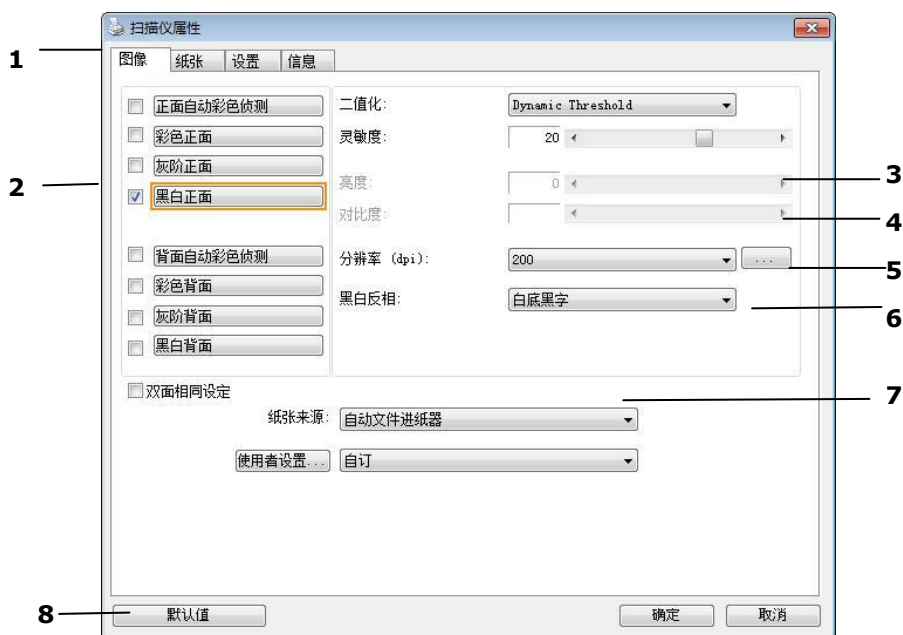 扫描仪属性
1
图像 纸张 设置 信息
正面自动彩色侦测
彩色正面
灰阶正面
2
黑白正面
背面自动彩色侦测
彩色背面
灰阶背面
黑白背面
二值化: Dynamic Threshold
灵敏度: 20
亮度: 0
3
对比度:
4
分辨率 (dpi): 200 ...
5
黑白反相: 白底黑字
6
双面相同设定
7
纸张来源: 自动文件进纸器
使用者设置... 自订
8
默认值 确定 取消